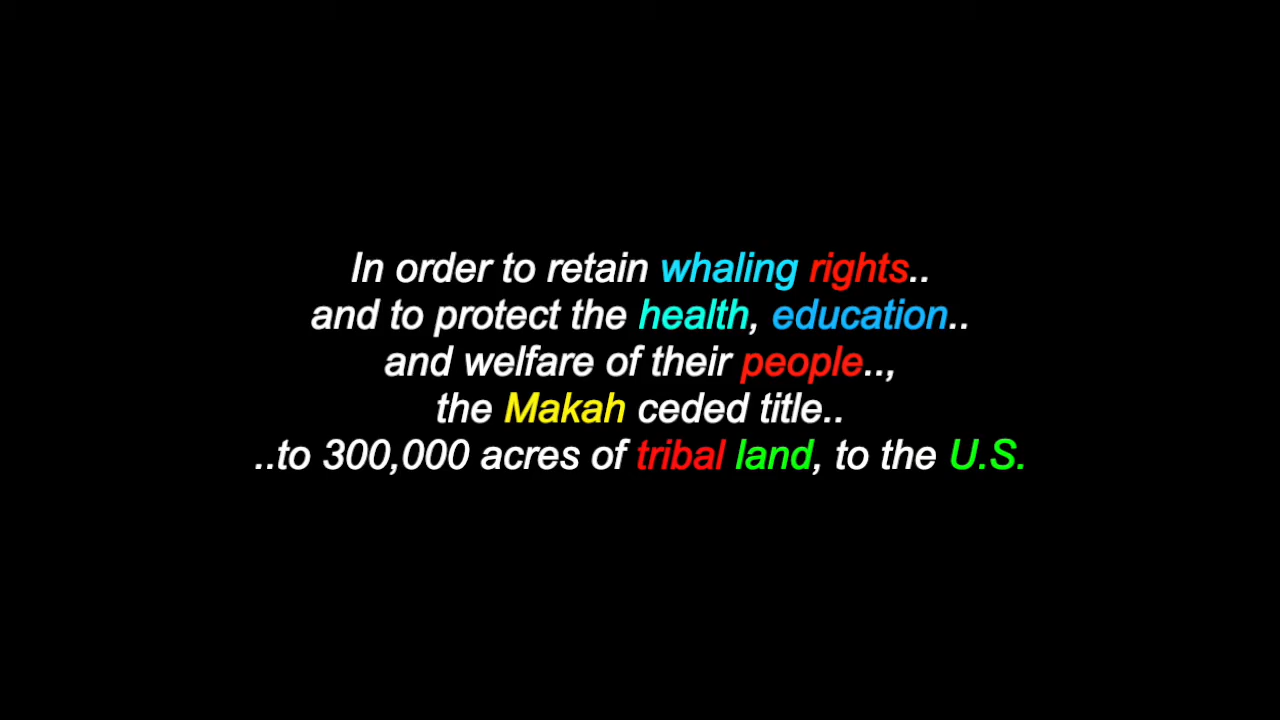 In order to retain whaling rights..
and to protect the health, education..
and welfare of their people..,
the Makah ceded title..
..to 300,000 acres of tribal land, to the U.S.